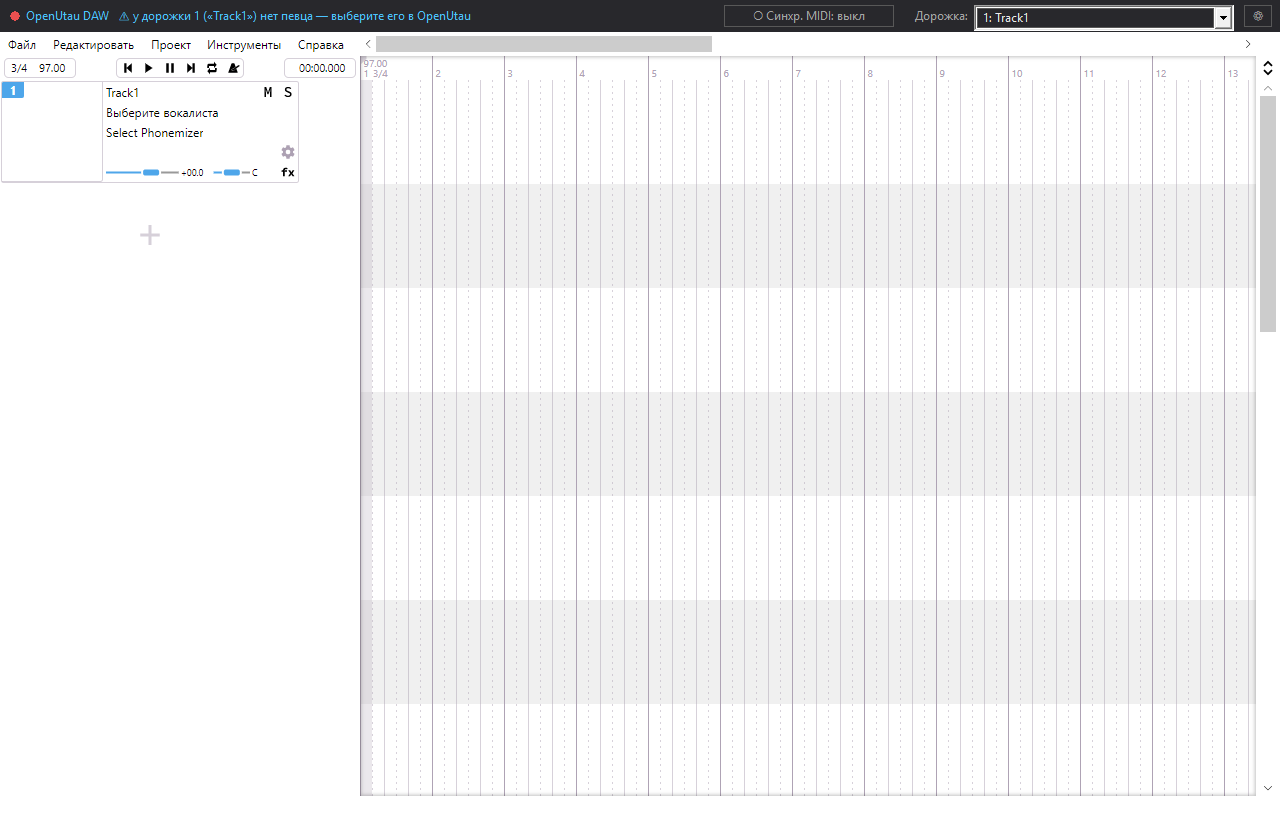 OpenUtau DAW ⚠ у дорожки 1 («Track1») нет певца — выберите его в OpenUtau
Синхр. MIDI: выкл
Дорожка:
1: Track1
Файл Редактировать Проект Инструменты Справка
3/4 97.00
00:00.000
97.00
1 3/4 2 3 4 5 6 7 8 9 10 11 12 13
1
Track1 M S
Выберите вокалиста
Select Phonemizer
+00.0 C fx